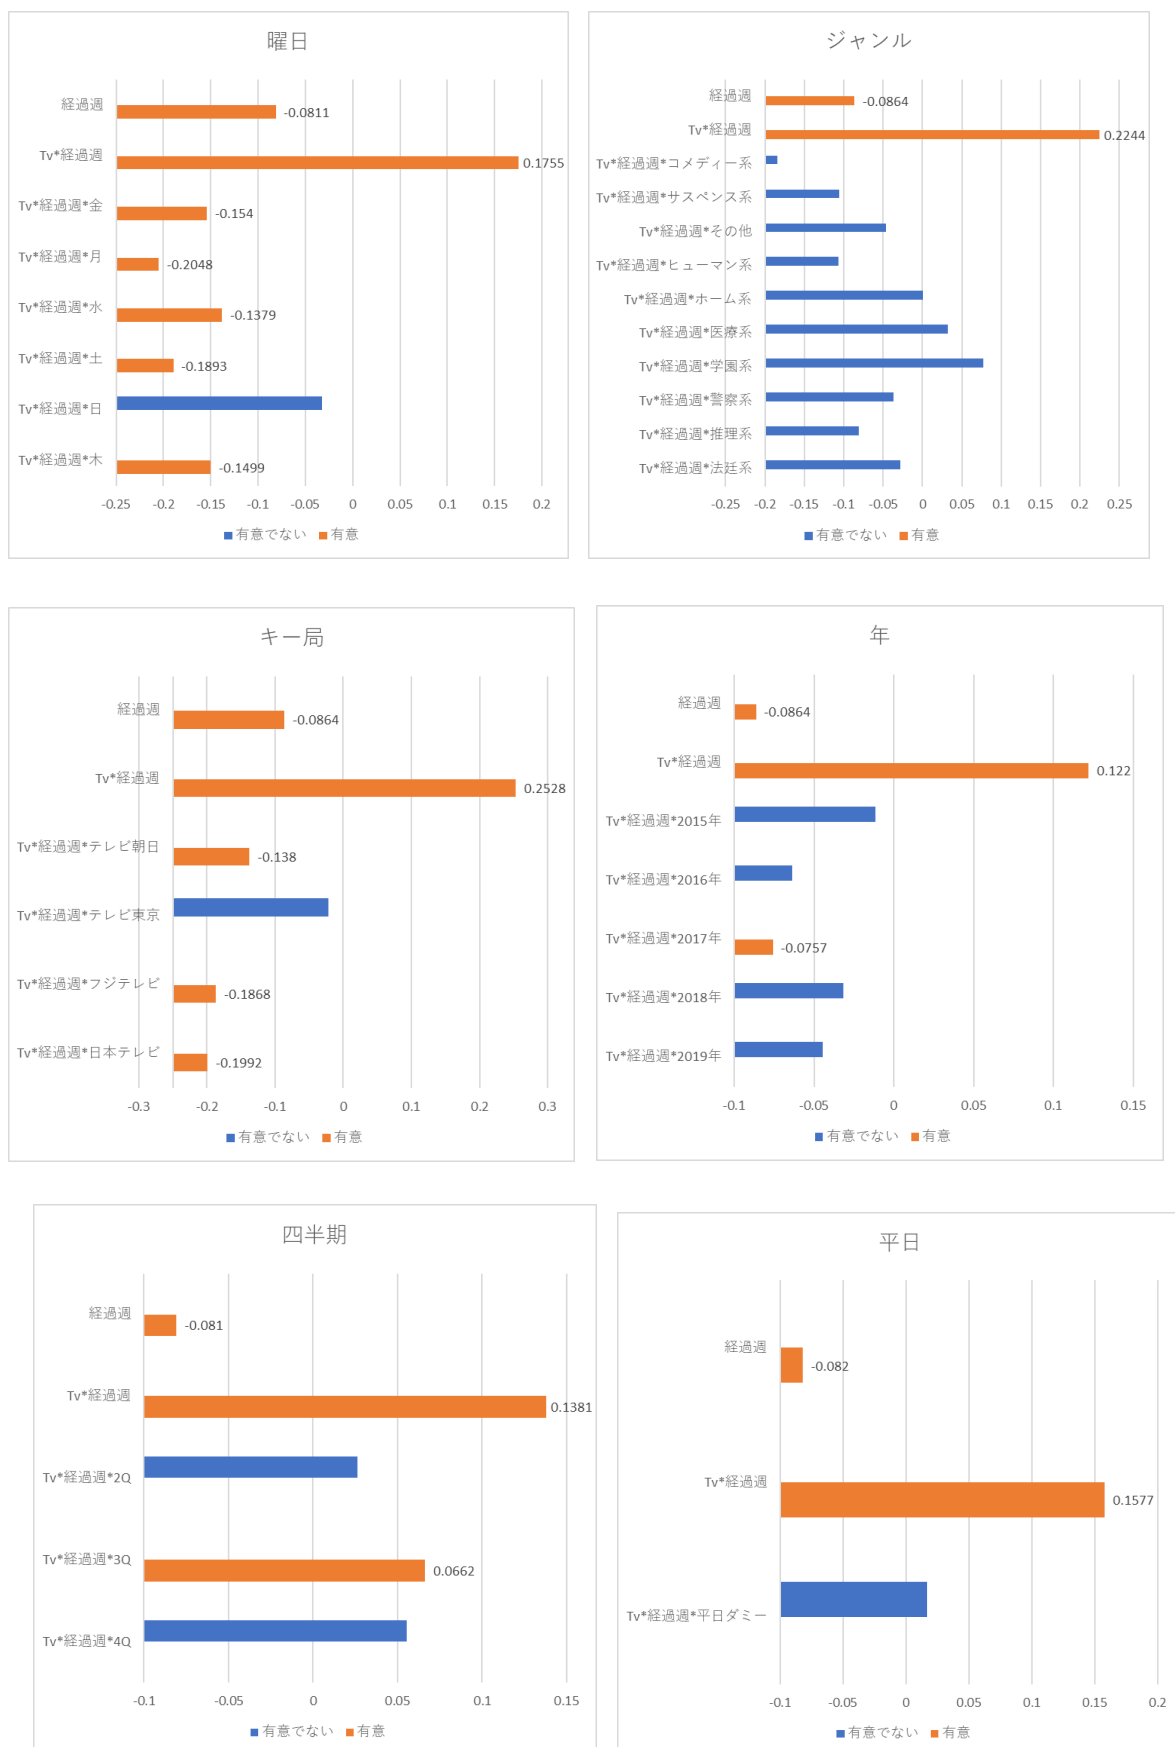 曜日
経過週
-0.0811
Tv*経過週
0.1755
Tv*経過週*金
-0.154
Tv*経過週*月
-0.2048
Tv*経過週*水
-0.1379
Tv*経過週*土
-0.1893
Tv*経過週*日
Tv*経過週*木
-0.1499
-0.25 -0.2 -0.15 -0.1 -0.05 0 0.05 0.1 0.15 0.2
有意でない 有意
ジャンル
経過週
-0.0864
Tv*経過週
0.2244
Tv*経過週*コメディー系
Tv*経過週*サスペンス系
Tv*経過週*その他
Tv*経過週*ヒューマン系
Tv*経過週*ホーム系
Tv*経過週*医療系
Tv*経過週*学園系
Tv*経過週*警察系
Tv*経過週*推理系
Tv*経過週*法廷系
-0.25 -0.2 -0.15 -0.1 -0.05 0 0.05 0.1 0.15 0.2 0.25
有意でない 有意
キー局
経過週
-0.0864
Tv*経過週
0.2528
Tv*経過週*テレビ朝日
-0.138
Tv*経過週*テレビ東京
Tv*経過週*フジテレビ
-0.1868
Tv*経過週*日本テレビ
-0.1992
-0.3 -0.2 -0.1 0 0.1 0.2 0.3
有意でない 有意
年
経過週
-0.0864
Tv*経過週
0.122
Tv*経過週*2015年
Tv*経過週*2016年
Tv*経過週*2017年
-0.0757
Tv*経過週*2018年
Tv*経過週*2019年
-0.1 -0.05 0 0.05 0.1 0.15
有意でない 有意
四半期
経過週
-0.081
Tv*経過週
0.1381
Tv*経過週*2Q
Tv*経過週*3Q
0.0662
Tv*経過週*4Q
-0.1 -0.05 0 0.05 0.1 0.15
有意でない 有意
平日
経過週
-0.082
Tv*経過週
0.1577
Tv*経過週*平日ダミー
-0.1 -0.05 0 0.05 0.1 0.15 0.2
有意でない 有意